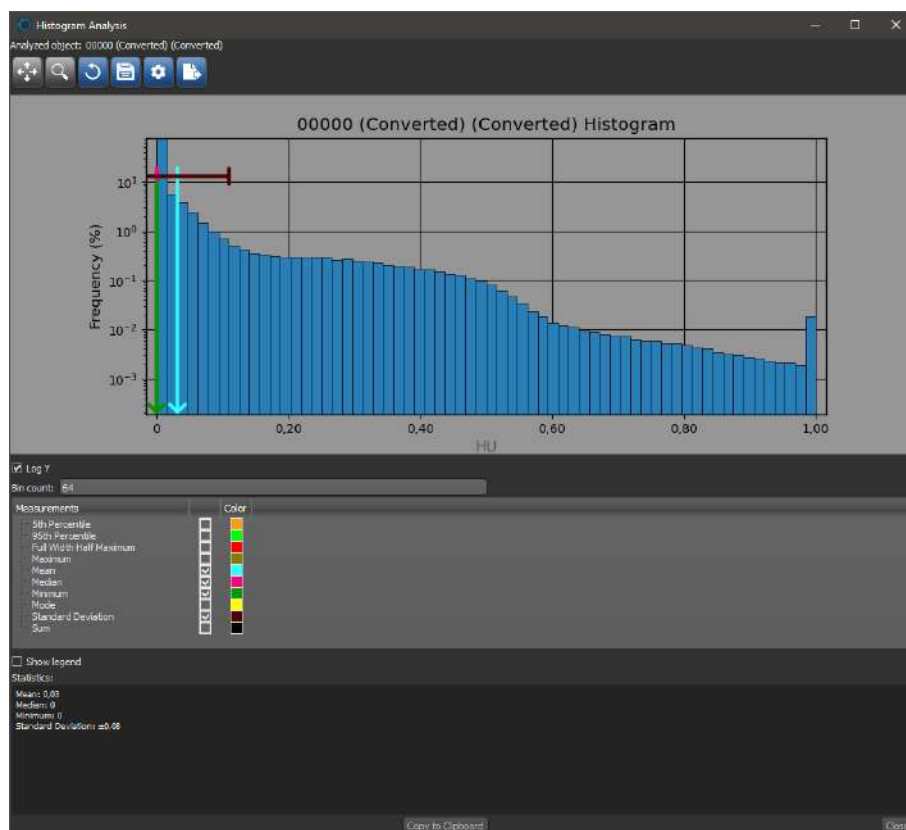 Histogram Analysis
Analyzed object: 00000 (Converted) (Converted)
00000 (Converted) (Converted) Histogram
Frequency (%)
10¹
10⁰
10⁻¹
10⁻²
10⁻³
0 0,20 0,40 0,60 0,80 1,00
HU
Log Y
Bin count: 64
Measurements Color
5th Percentile
95th Percentile
Full Width Half Maximum
Maximum
Mean
Median
Minimum
Mode
Standard Deviation
Sum
Show legend
Statistics:
Mean: 0,03
Median: 0
Minimum: 0
Standard Deviation: ±0,08
Copy to Clipboard
Close